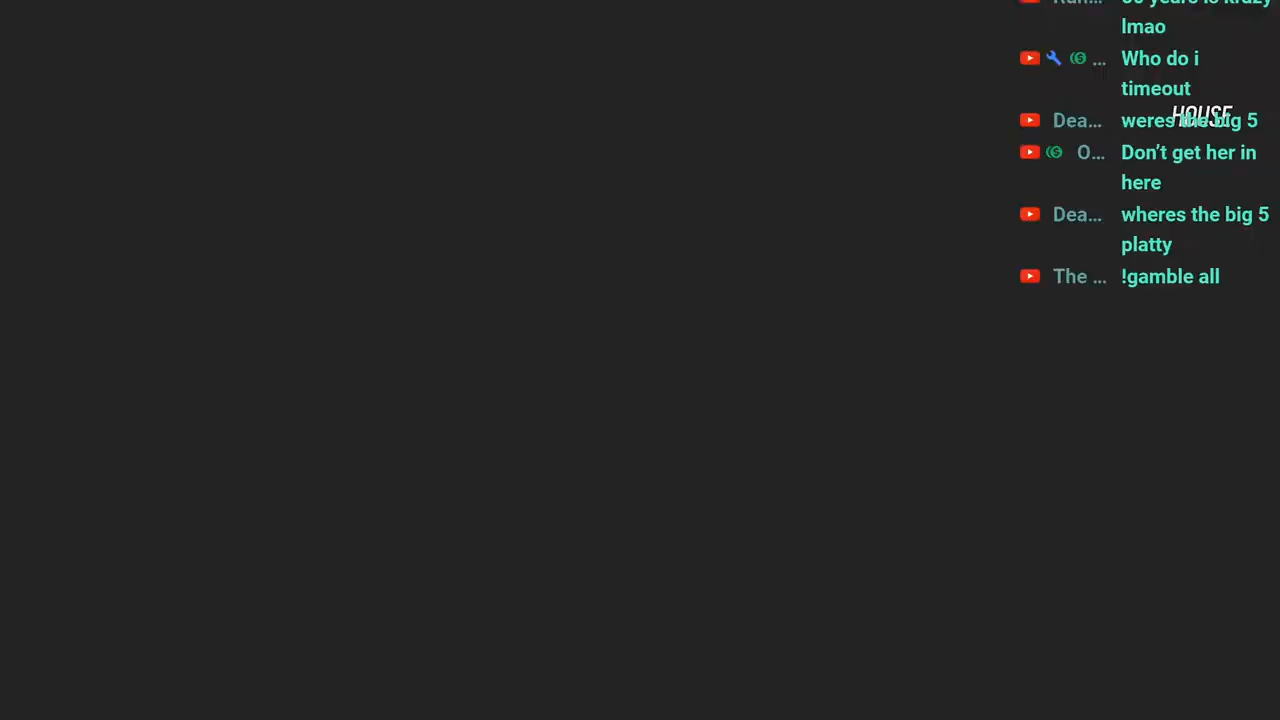 lmao
... Who do i
timeout
HOUSE
Dea... weres the big 5
O... Don’t get her in
here
Dea... wheres the big 5
platty
The ... !gamble all